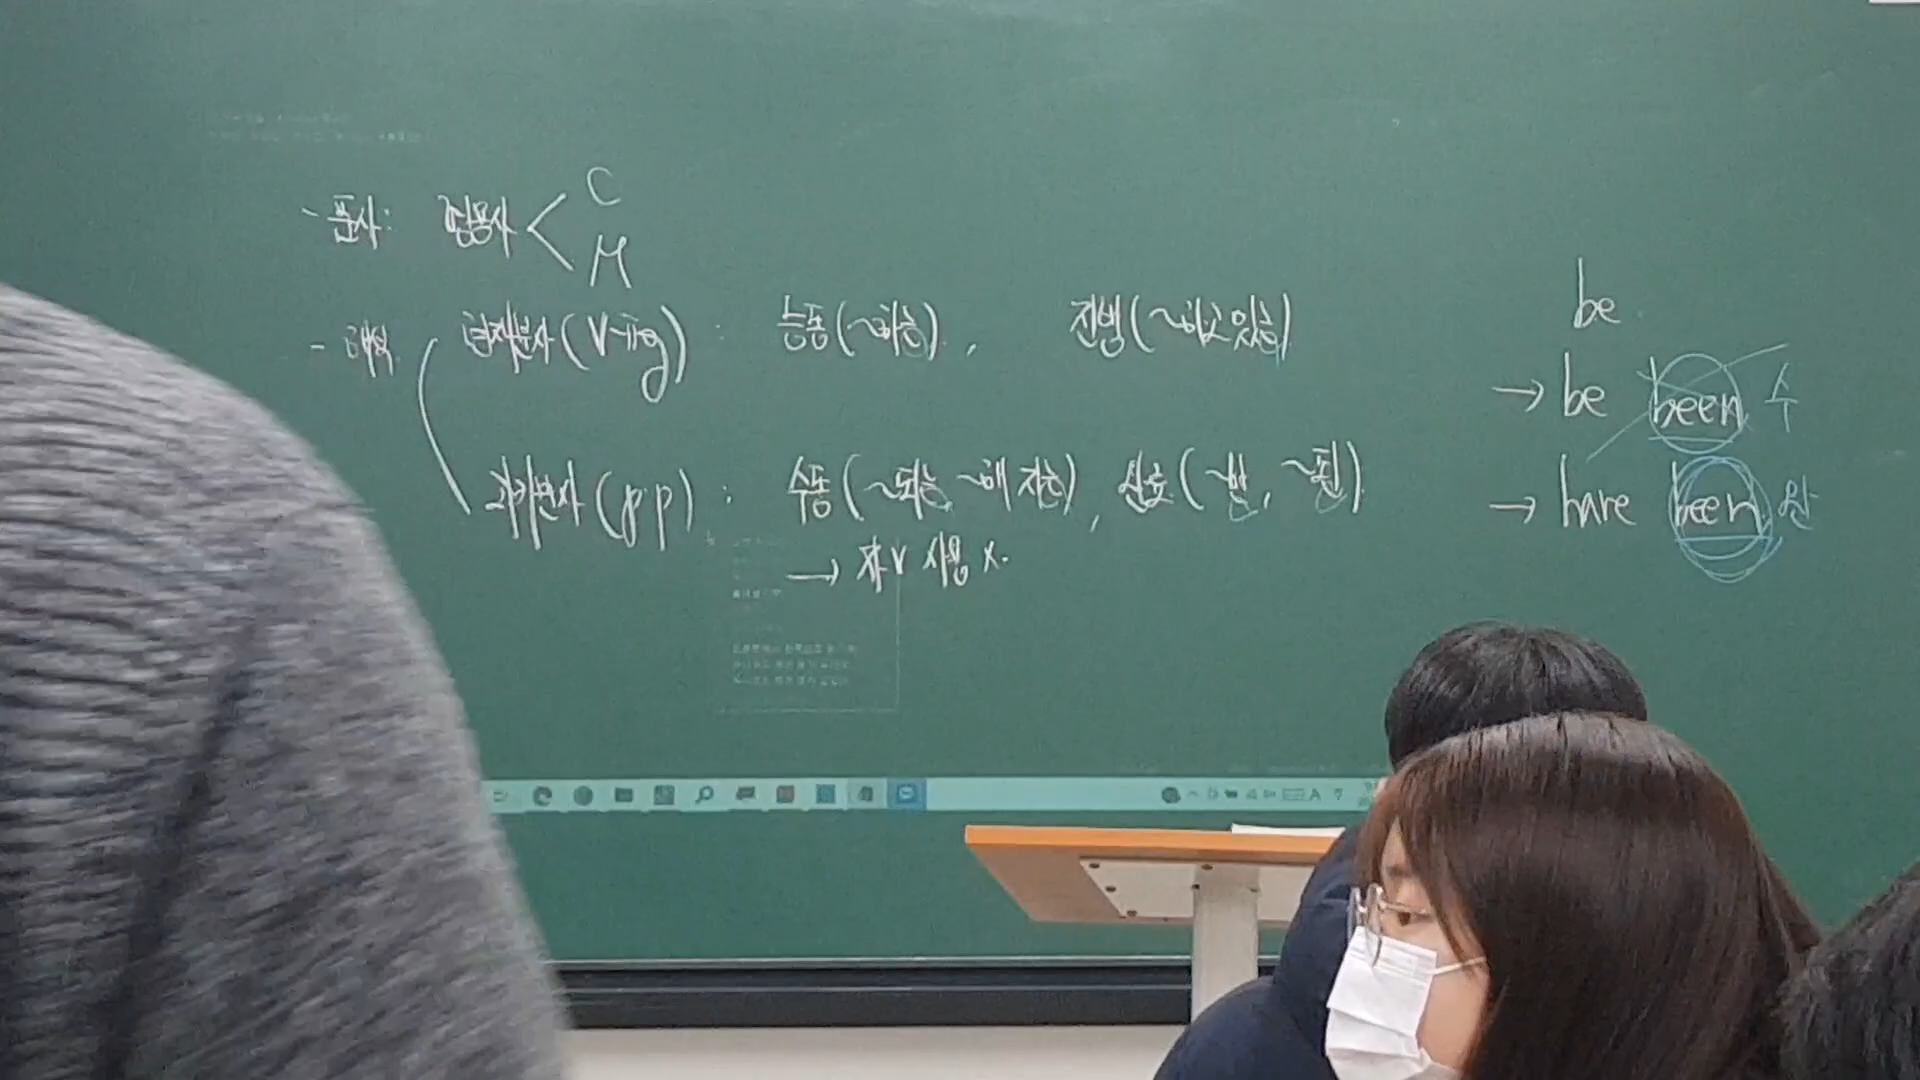 - 품사: 형용사 < C
M
- 해석 현재분사 (V-ing) : 능동(~하는), 진행(~하고 있는)
과거분사 (p.p) : 수동(~되는 ~해 지는), 완료(~한, ~된)
→ 자V 사용 X.
be
→ be been 수
→ have been 완